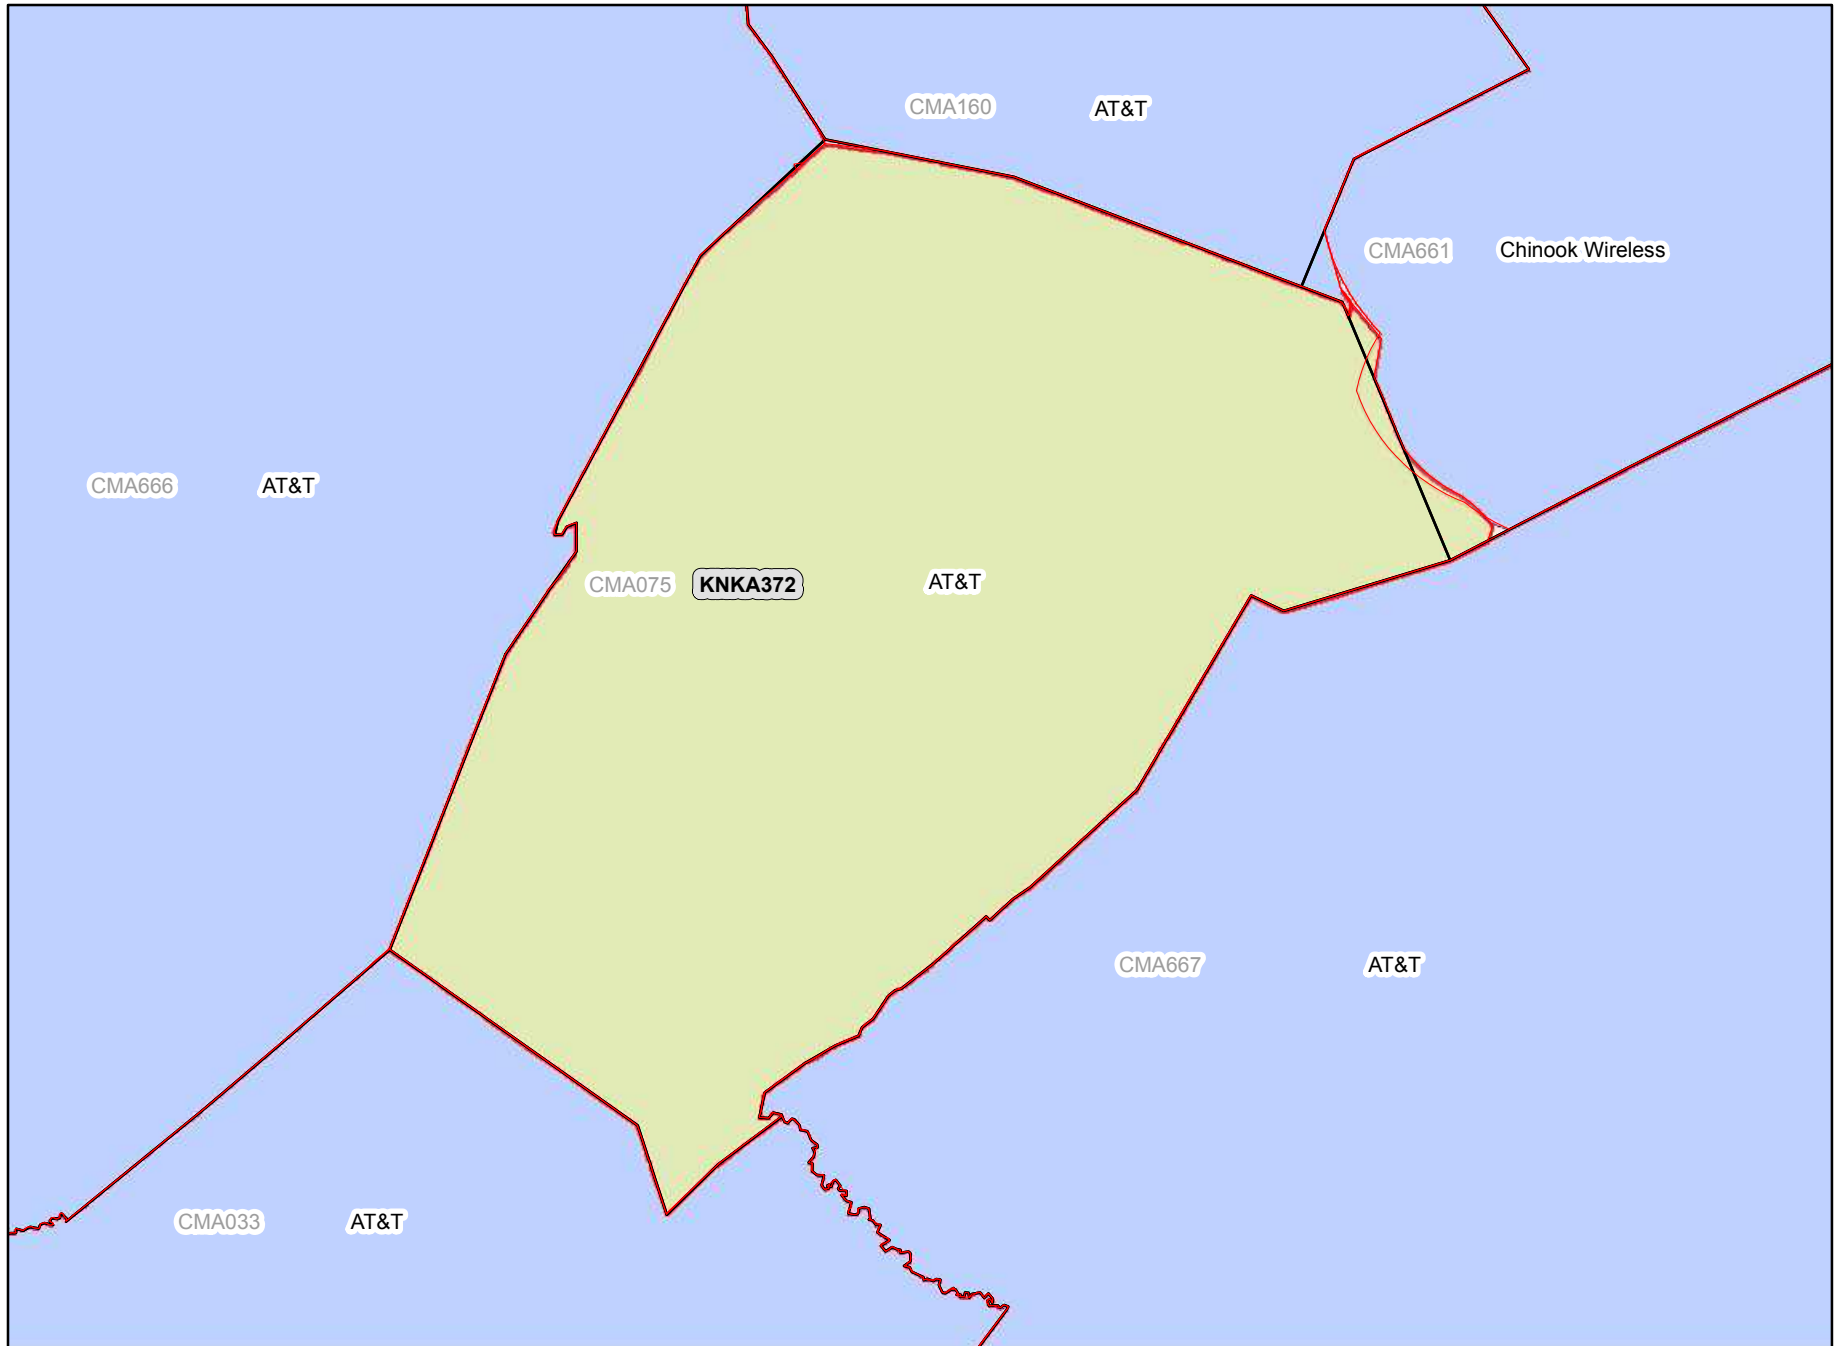 CMA160 AT&T
CMA661 Chinook Wireless
CMA666 AT&T
CMA075 KNKA372 AT&T
CMA667 AT&T
CMA033 AT&T